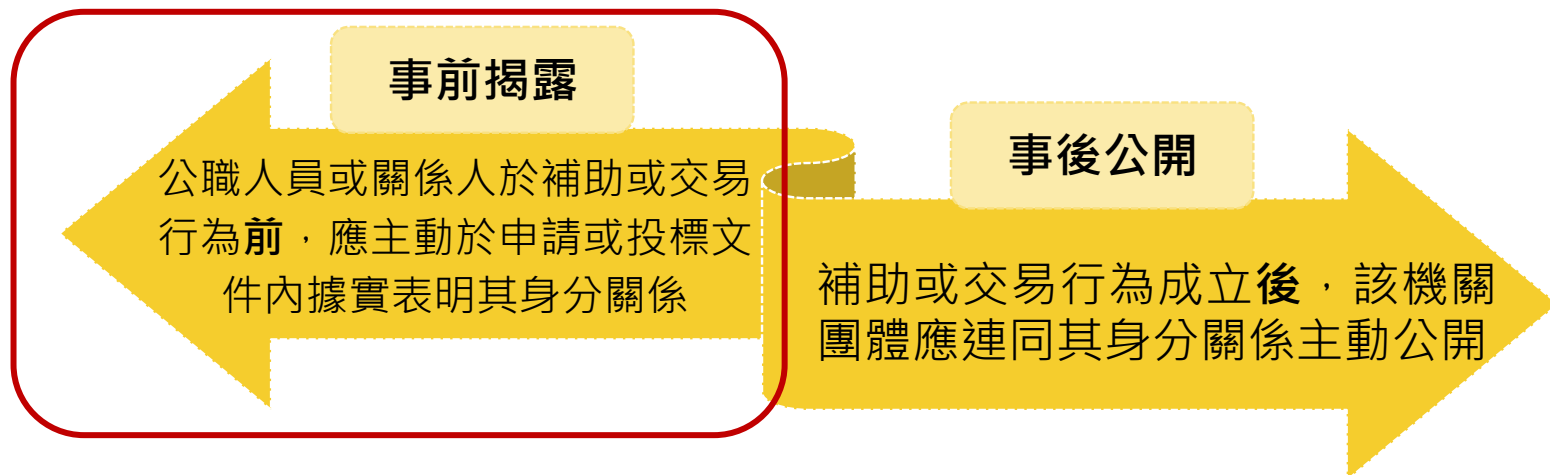 事前揭露
公職人員或關係人於補助或交易
行為前，應主動於申請或投標文
件內據實表明其身分關係
事後公開
補助或交易行為成立後，該機關
團體應連同其身分關係主動公開